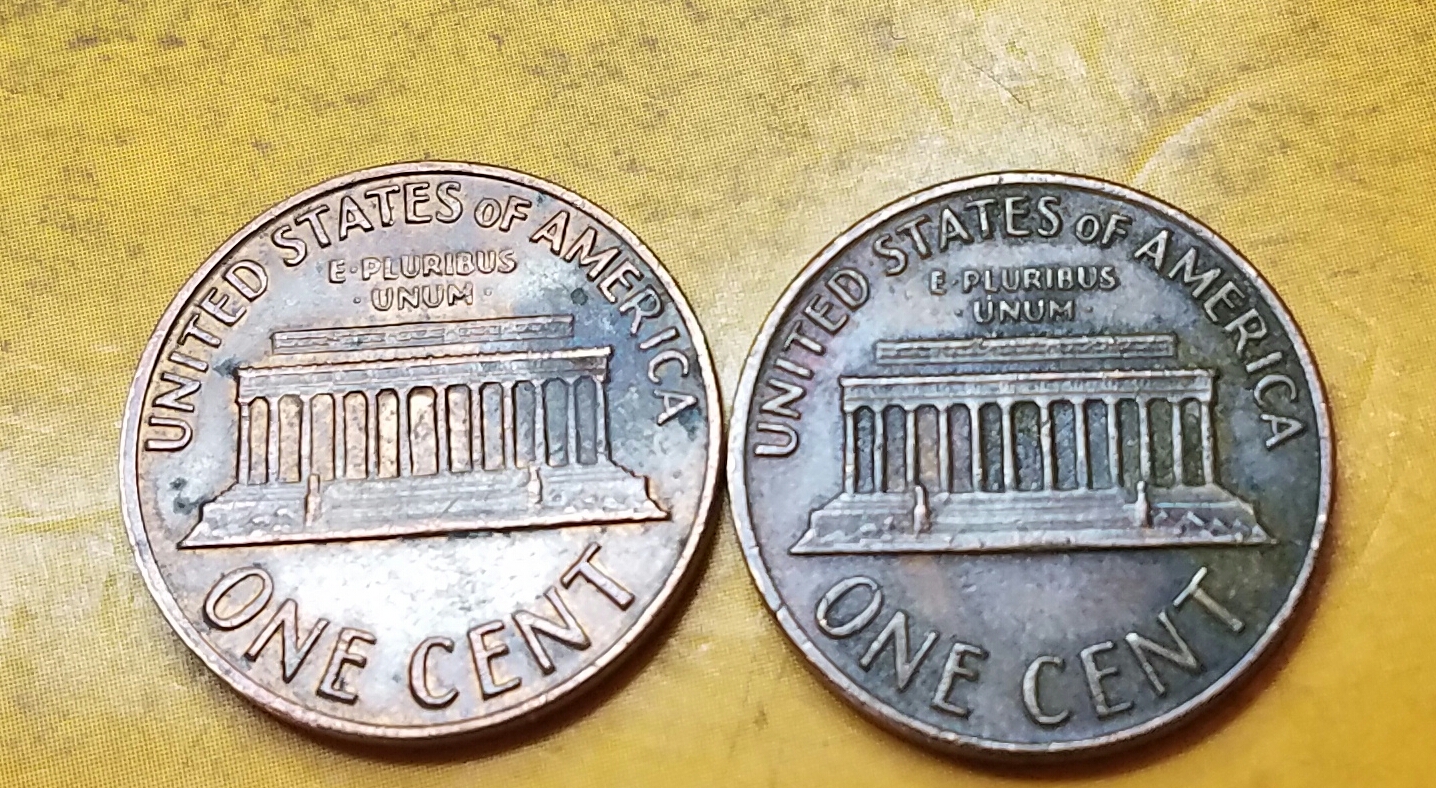 UNITED STATES OF AMERICA
E·PLURIBUS
·UNUM·
ONE CENT
UNITED STATES OF AMERICA
E·PLURIBUS
·UNUM·
ONE CENT